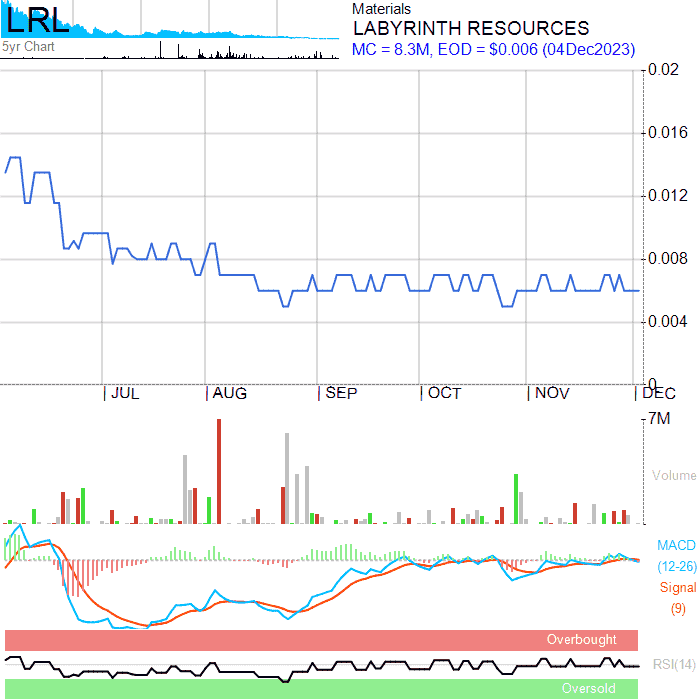 LRL
5yr Chart
Materials
LABYRINTH RESOURCES
MC = 8.3M, EOD = $0.006 (04Dec2023)
0.02
0.016
0.012
0.008
0.004
0
JUL
AUG
SEP
OCT
NOV
DEC
7M
Volume
MACD
(12-26)
Signal
(9)
Overbought
RSI(14)
Oversold